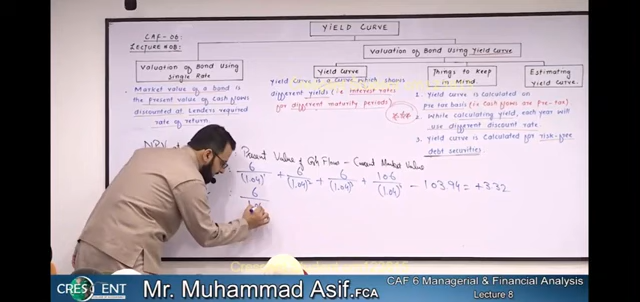 CAF-06
LECTURE #08:
YIELD CURVE
Valuation of Bond Using Yield Curve
Valuation of Bond Using Single Rate
Market value of a bond is the present value of Cash flows discounted at Lenders required rate of return.
Yield Curve
Yield Curve is a Curve which shows different yields (i.e. interest rates for different maturity periods)
Things to keep in Mind
1. Yield curve is calculated on Pre tax basis (i.e Cash flows are Pre-tax)
2. While calculating yield, each year will use different discount rate.
3. Yield curve is Calculated for risk-free debt securities
Estimating Yield Curve.
NPV
Present Value of Cash Flow - Current Market Value
6/(1.04) + 6/(1.04)² + 6/(1.04)³ + 106/(1.04)⁴ - 103.94 = +3.32
6
CRESCENT
Mr. Muhammad Asif,FCA
CAF 6 Managerial & Financial Analysis
Lecture 8